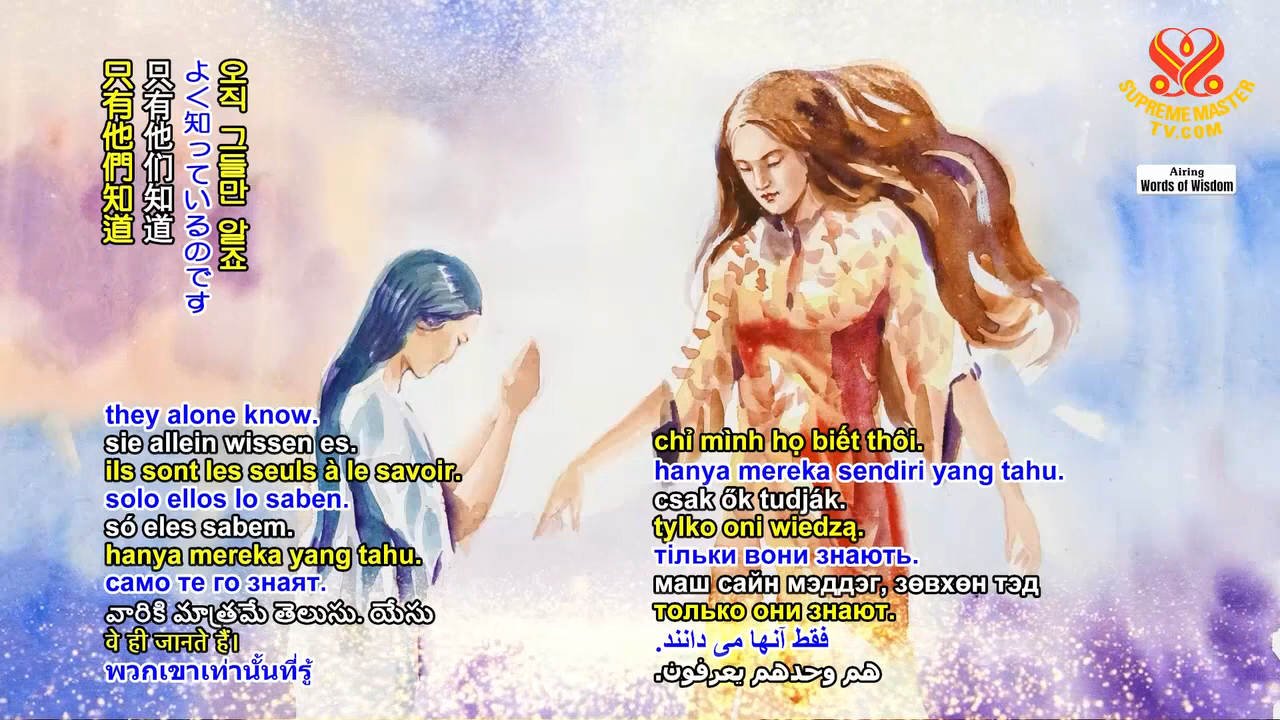 只有他們知道
只有他们知道
よく知っているのです
오직 그들만 알죠
SUPREME MASTER
TV.COM
Airing
Words of Wisdom
they alone know.
sie allein wissen es.
ils sont les seuls à le savoir.
solo ellos lo saben.
só eles sabem.
hanya mereka yang tahu.
само те го знаят.
వారికి మాత్రమే తెలుసు. యేసు
वे ही जानते हैं।
พวกเขาเท่านั้นที่รู้
chỉ mình họ biết thôi.
hanya mereka sendiri yang tahu.
csak ők tudják.
tylko oni wiedzą.
тільки вони знають.
маш сайн мэддэг, зөвхөн тэд
только они знают.
فقط آنها می دانند.
هم وحدهم يعرفون.